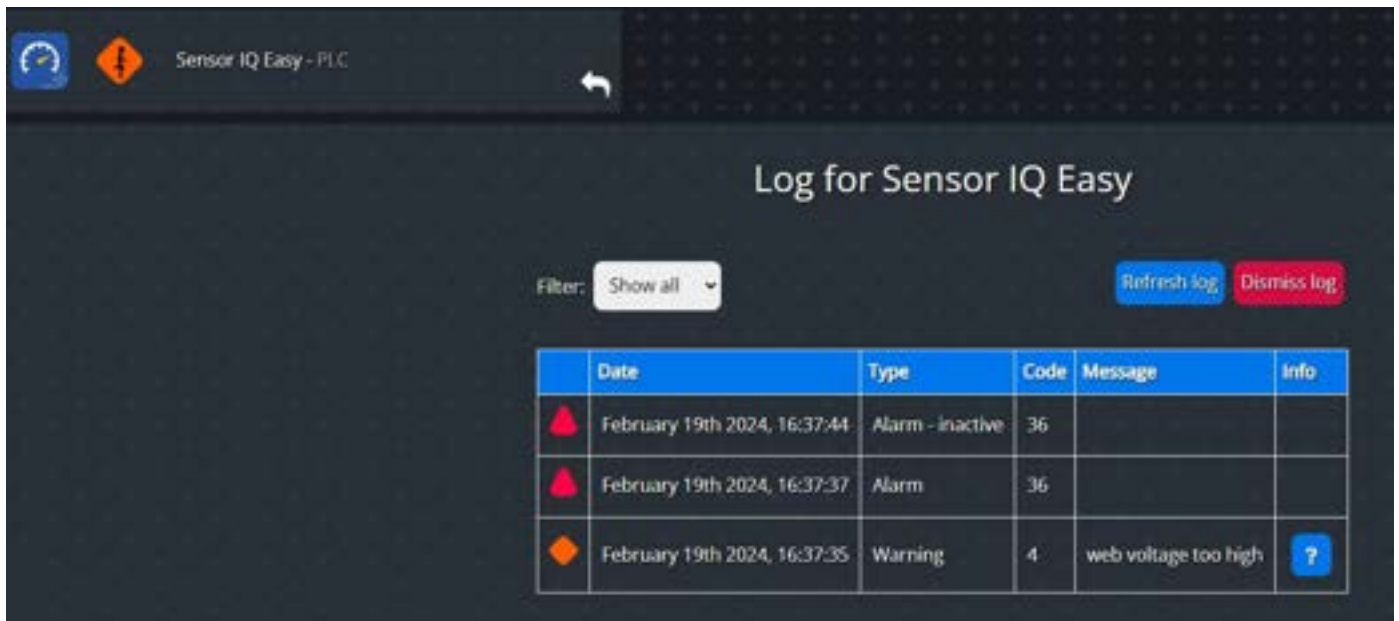 Sensor IQ Easy - PLC
Log for Sensor IQ Easy
Filter: Show all Refresh log Dismiss log
Date Type Code Message Info
February 19th 2024, 16:37:44 Alarm - inactive 36
February 19th 2024, 16:37:37 Alarm 36
February 19th 2024, 16:37:35 Warning 4 web voltage too high ?